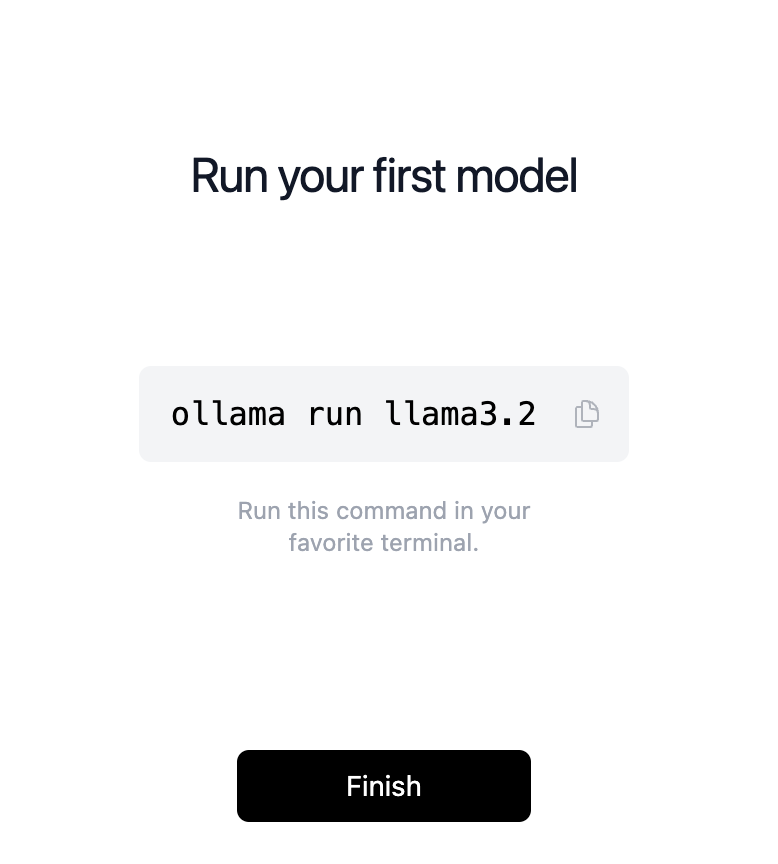 Run your first model
ollama run llama3.2
Run this command in your
favorite terminal.
Finish